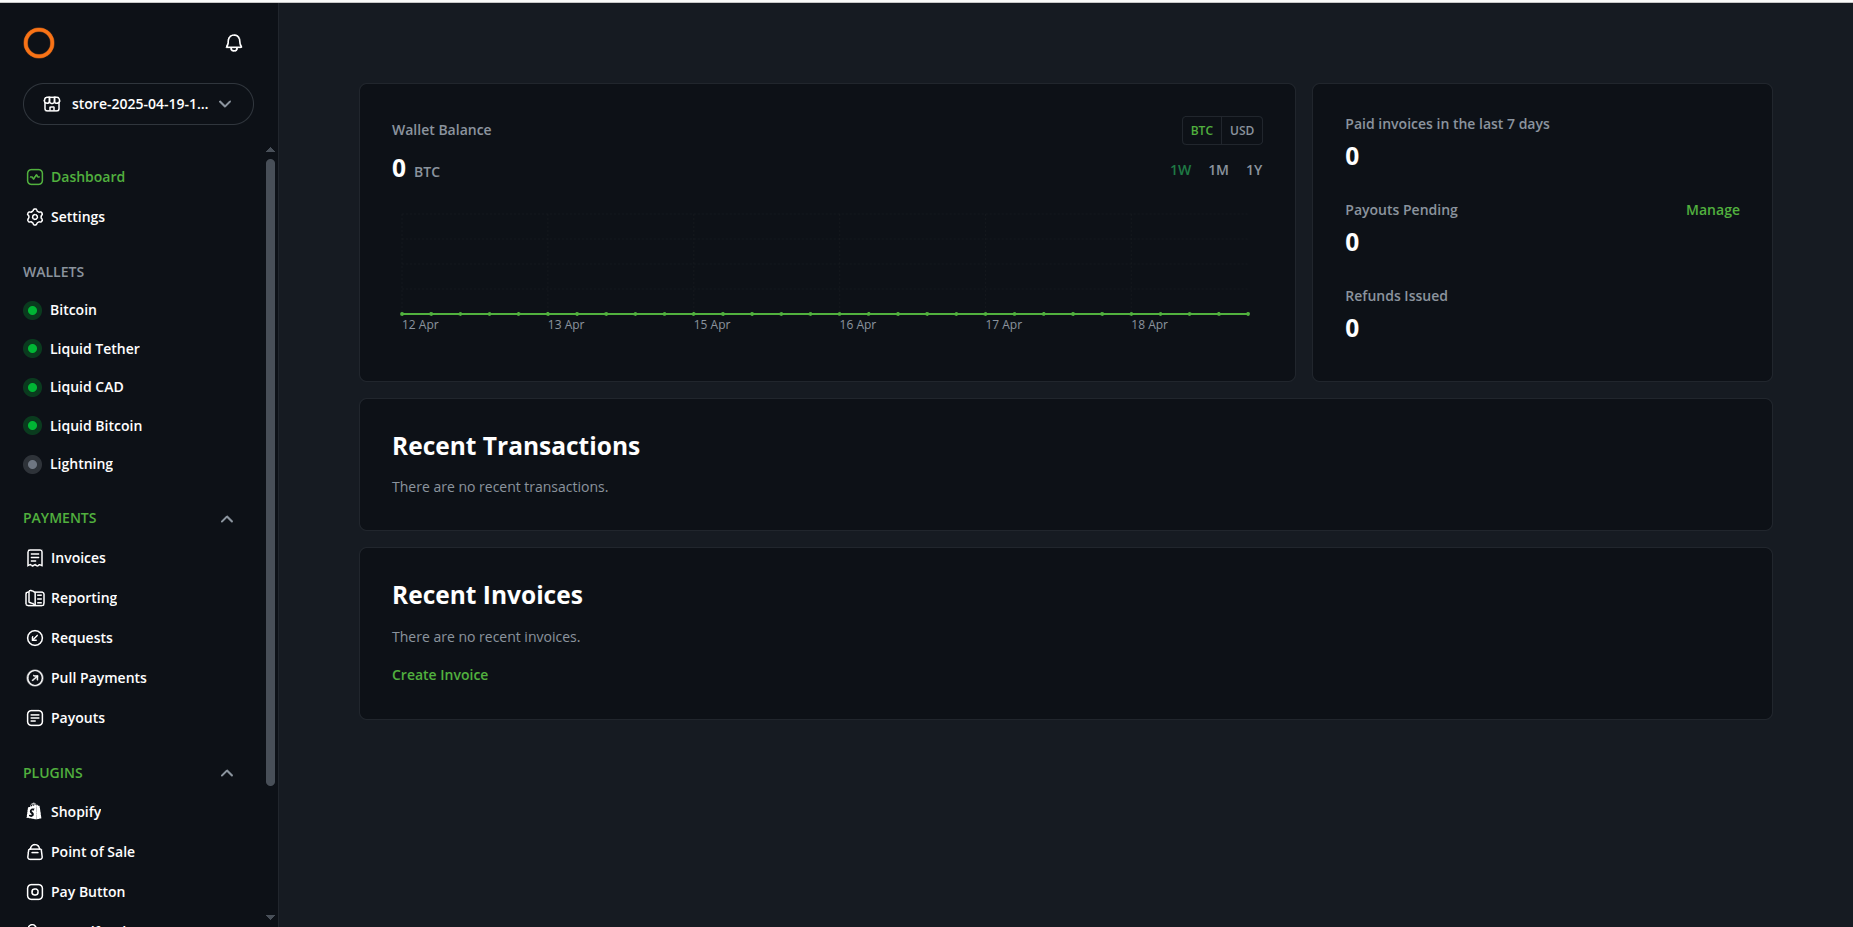 store-2025-04-19-1...
Dashboard
Settings
WALLETS
Bitcoin
Liquid Tether
Liquid CAD
Liquid Bitcoin
Lightning
PAYMENTS
Invoices
Reporting
Requests
Pull Payments
Payouts
PLUGINS
Shopify
Point of Sale
Pay Button
Wallet Balance
BTC USD
0 BTC
1W 1M 1Y
12 Apr 13 Apr 15 Apr 16 Apr 17 Apr 18 Apr
Paid invoices in the last 7 days
0
Payouts Pending Manage
0
Refunds Issued
0
Recent Transactions
There are no recent transactions.
Recent Invoices
There are no recent invoices.
Create Invoice